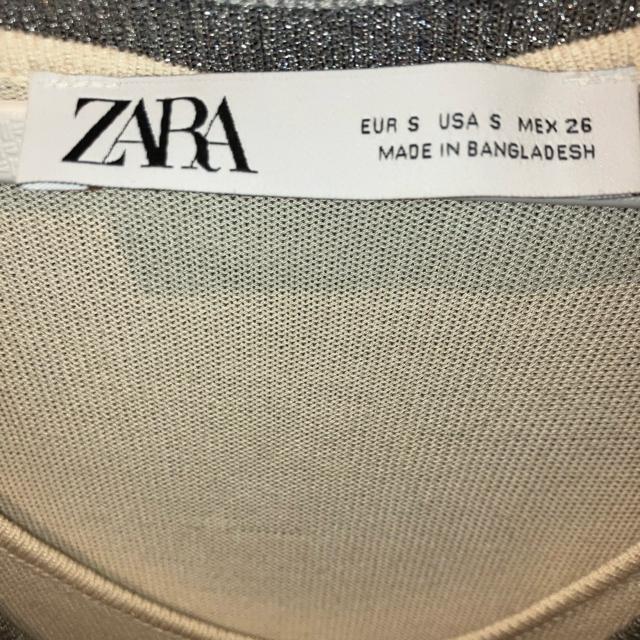 ZARA
EUR S USA S MEX 26
MADE IN BANGLADESH